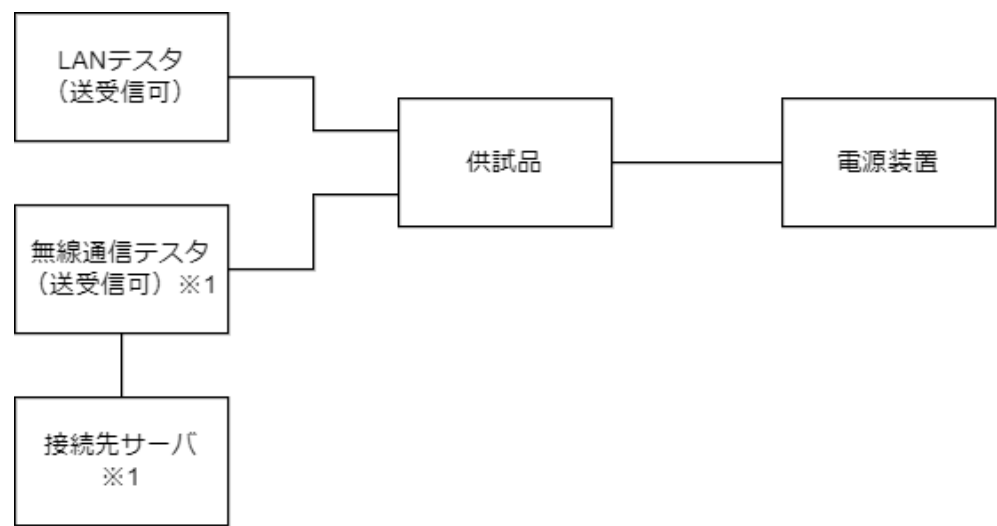 LANテスタ
（送受信可）
供試品
電源装置
無線通信テスタ
（送受信可）※1
接続先サーバ
※1